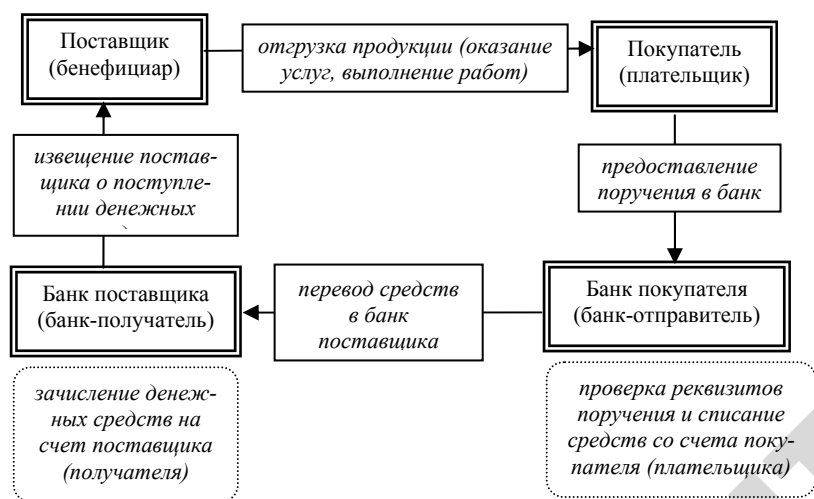 Поставщик
(бенефициар)
отгрузка продукции (оказание
услуг, выполнение работ)
Покупатель
(плательщик)
извещение постав-
щика о поступле-
нии денежных
предоставление
поручения в банк
Банк поставщика
(банк-получатель)
перевод средств
в банк
поставщика
Банк покупателя
(банк-отправитель)
зачисление денеж-
ных средств на
счет поставщика
(получателя)
проверка реквизитов
поручения и списание
средств со счета поку-
пателя (плательщика)